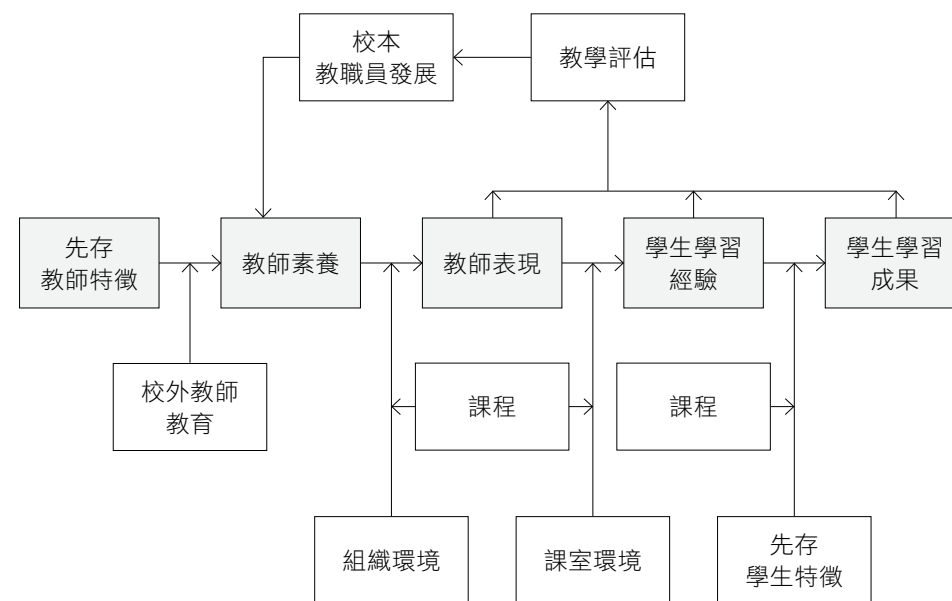 校本
教職員發展
教學評估
先存
教師特徵
教師素養
教師表現
學生學習
經驗
學生學習
成果
校外教師
教育
課程
課程
組織環境
課室環境
先存
學生特徵